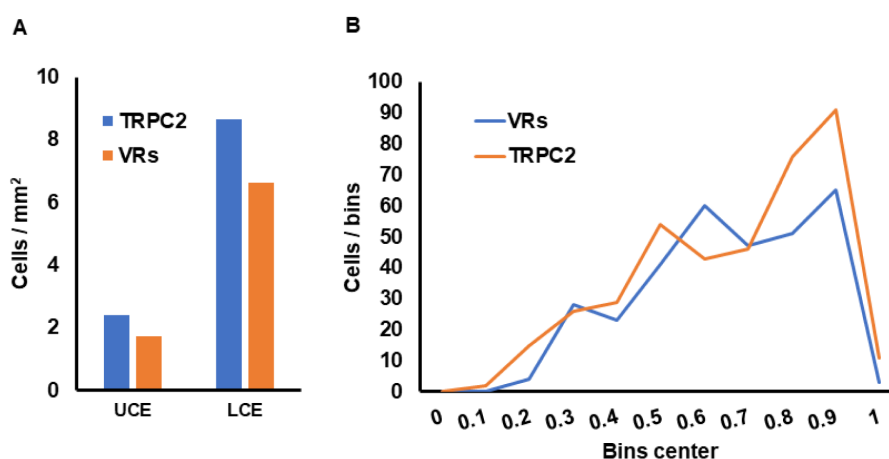 A
10
8
6
4
2
0
Cells / mm²
TRPC2
VRs
UCE LCE
B
100
90
80
70
60
50
40
30
20
10
0
Cells / bins
VRs
TRPC2
0 0.1 0.2 0.3 0.4 0.5 0.6 0.7 0.8 0.9 1
Bins center